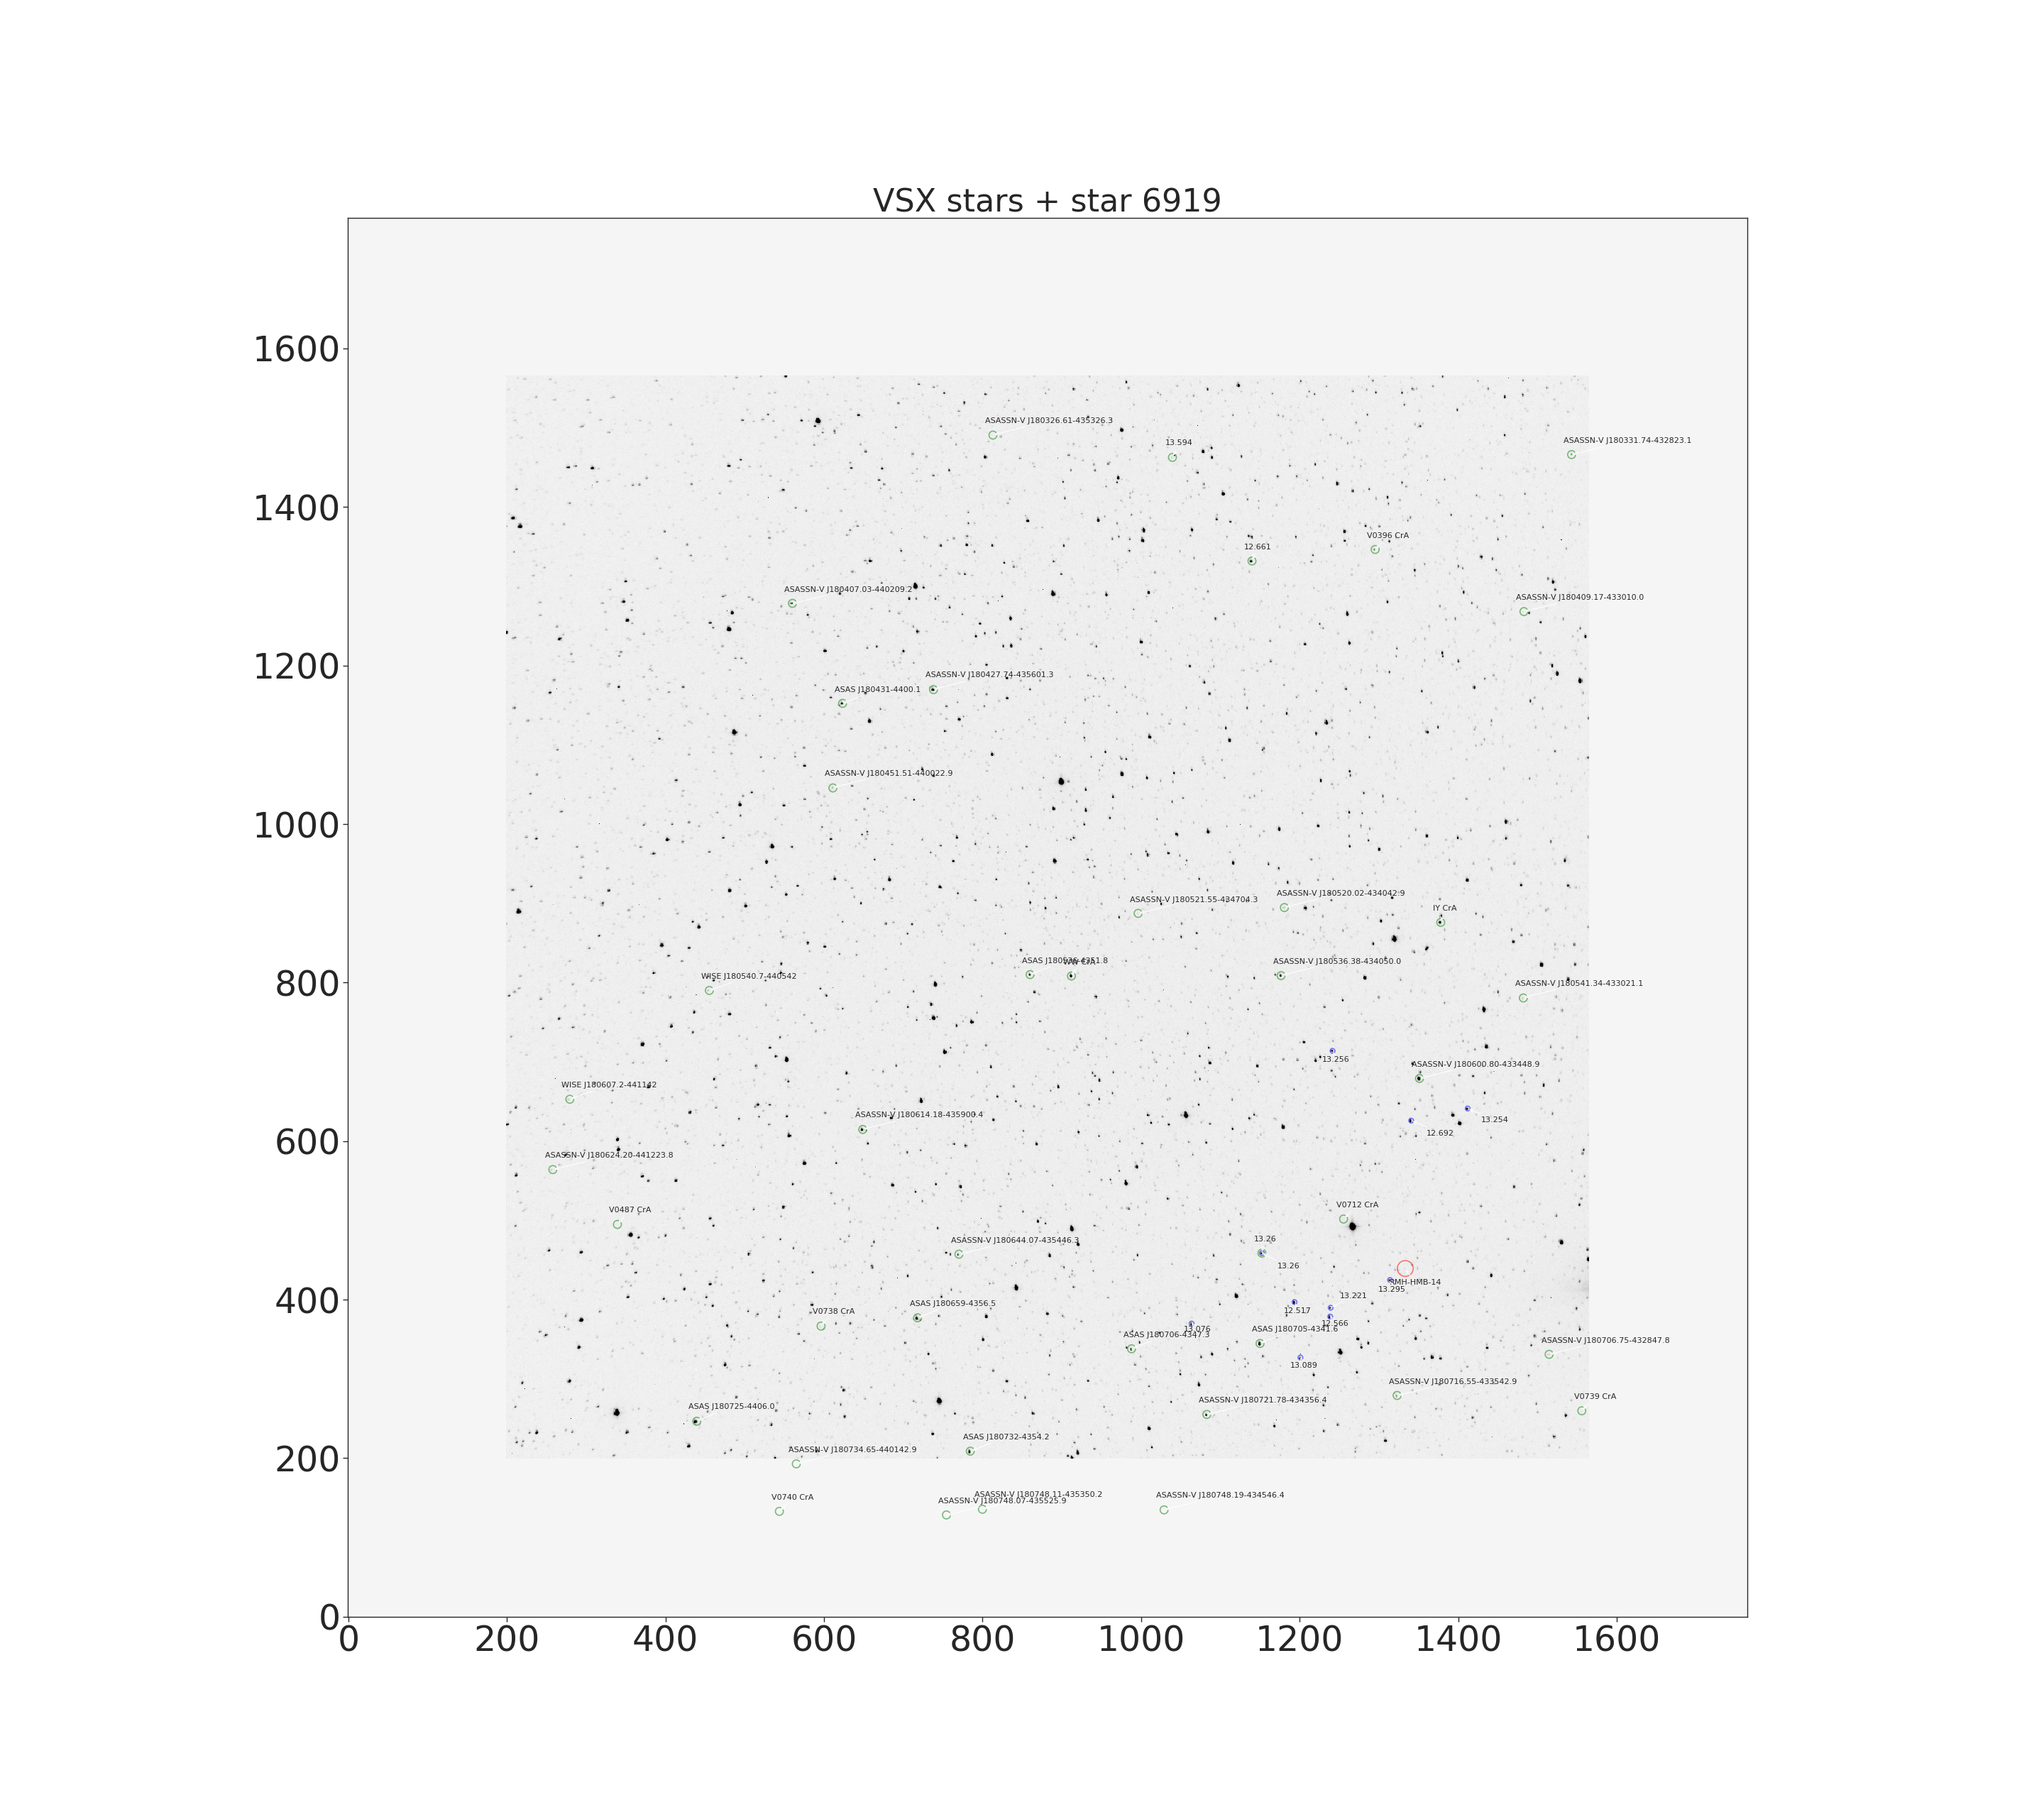 VSX stars + star 6919
1600
1400
1200
1000
800
600
400
200
0
0 200 400 600 800 1000 1200 1400 1600
ASASSN-V J180326.61-435326.3
13.594
ASASSN-V J180331.74-432823.1
V0396 CrA
12.661
ASASSN-V J180407.03-440209.2
ASASSN-V J180409.17-433010.0
ASASSN-V J180427.74-435601.3
ASAS J180431-4400.1
ASASSN-V J180451.51-440022.9
ASASSN-V J180520.02-434042.9
ASASSN-V J180521.55-434704.3
IY CrA
ASAS J180536-4351.8
CrA
ASASSN-V J180536.38-434050.0
WISE J180540.7-440542
ASASSN-V J180541.34-433021.1
13.256
ASASSN-V J180600.80-433448.9
WISE J180607.2-441142
ASASSN-V J180614.18-435900.4
13.254
12.692
ASASSN-V J180624.20-441223.8
V0712 CrA
V0487 CrA
13.26
ASASSN-V J180644.07-435446.3
13.26
RMH-HMB-14
13.295
13.221
ASAS J180659-4356.5
12.517
V0738 CrA
12.566
13.076
ASAS J180705-4341.6
ASAS J180706-4347.3
ASASSN-V J180706.75-432847.8
13.089
ASASSN-V J180716.55-433542.9
V0739 CrA
ASASSN-V J180721.78-434356.4
ASAS J180725-4406.0
ASAS J180732-4354.2
ASASSN-V J180734.65-440142.9
ASASSN-V J180748.11-435350.2
ASASSN-V J180748.19-434546.4
V0740 CrA
ASASSN-V J180748.07-435525.9